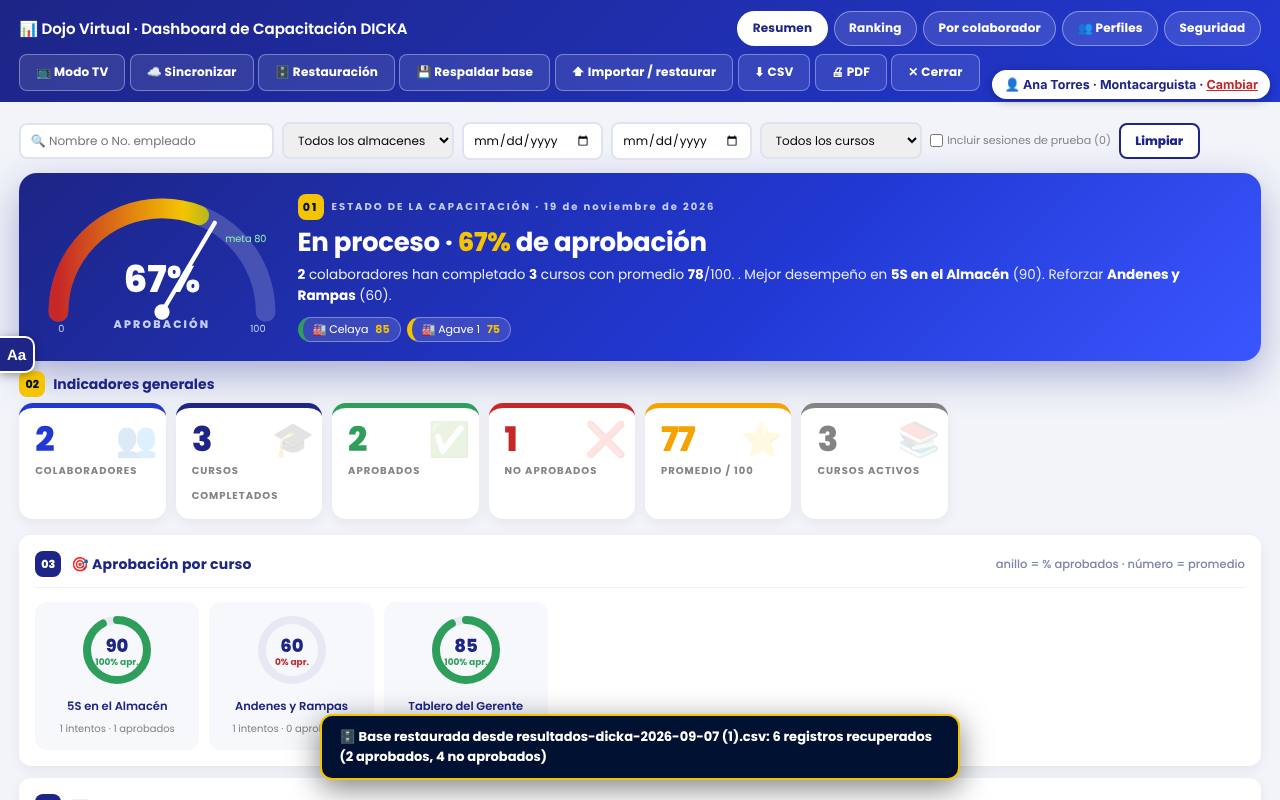 📊 Dojo Virtual · Dashboard de Capacitación DICKA
Resumen
Ranking
Por colaborador
👥 Perfiles
Seguridad
📺 Modo TV
☁️ Sincronizar
🗄️ Restauración
💾 Respaldar base
⬆ Importar / restaurar
⬇ CSV
🖨 PDF
✕ Cerrar
👤 Ana Torres · Montacarguista · Cambiar
🔍 Nombre o No. empleado
Todos los almacenes
mm/dd/yyyy
mm/dd/yyyy
Todos los cursos
Incluir sesiones de prueba (0)
Limpiar
01 ESTADO DE LA CAPACITACIÓN · 19 de noviembre de 2026
En proceso · 67% de aprobación
2 colaboradores han completado 3 cursos con promedio 78/100. . Mejor desempeño en 5S en el Almacén (90). Reforzar Andenes y
Rampas (60).
🏭 Celaya 85
🏭 Agave 1 75
meta 80
67%
0
APROBACIÓN
100
Aa
02 Indicadores generales
2
COLABORADORES
3
CURSOS
COMPLETADOS
2
APROBADOS
1
NO APROBADOS
77
PROMEDIO / 100
3
CURSOS ACTIVOS
03 🎯 Aprobación por curso
anillo = % aprobados · número = promedio
90
100% apr.
5S en el Almacén
1 intentos · 1 aprobados
60
0% apr.
Andenes y Rampas
1 intentos · 0
85
100% apr.
Tablero del Gerente
🗄️ Base restaurada desde resultados-dicka-2026-09-07 (1).csv: 6 registros recuperados
(2 aprobados, 4 no aprobados)